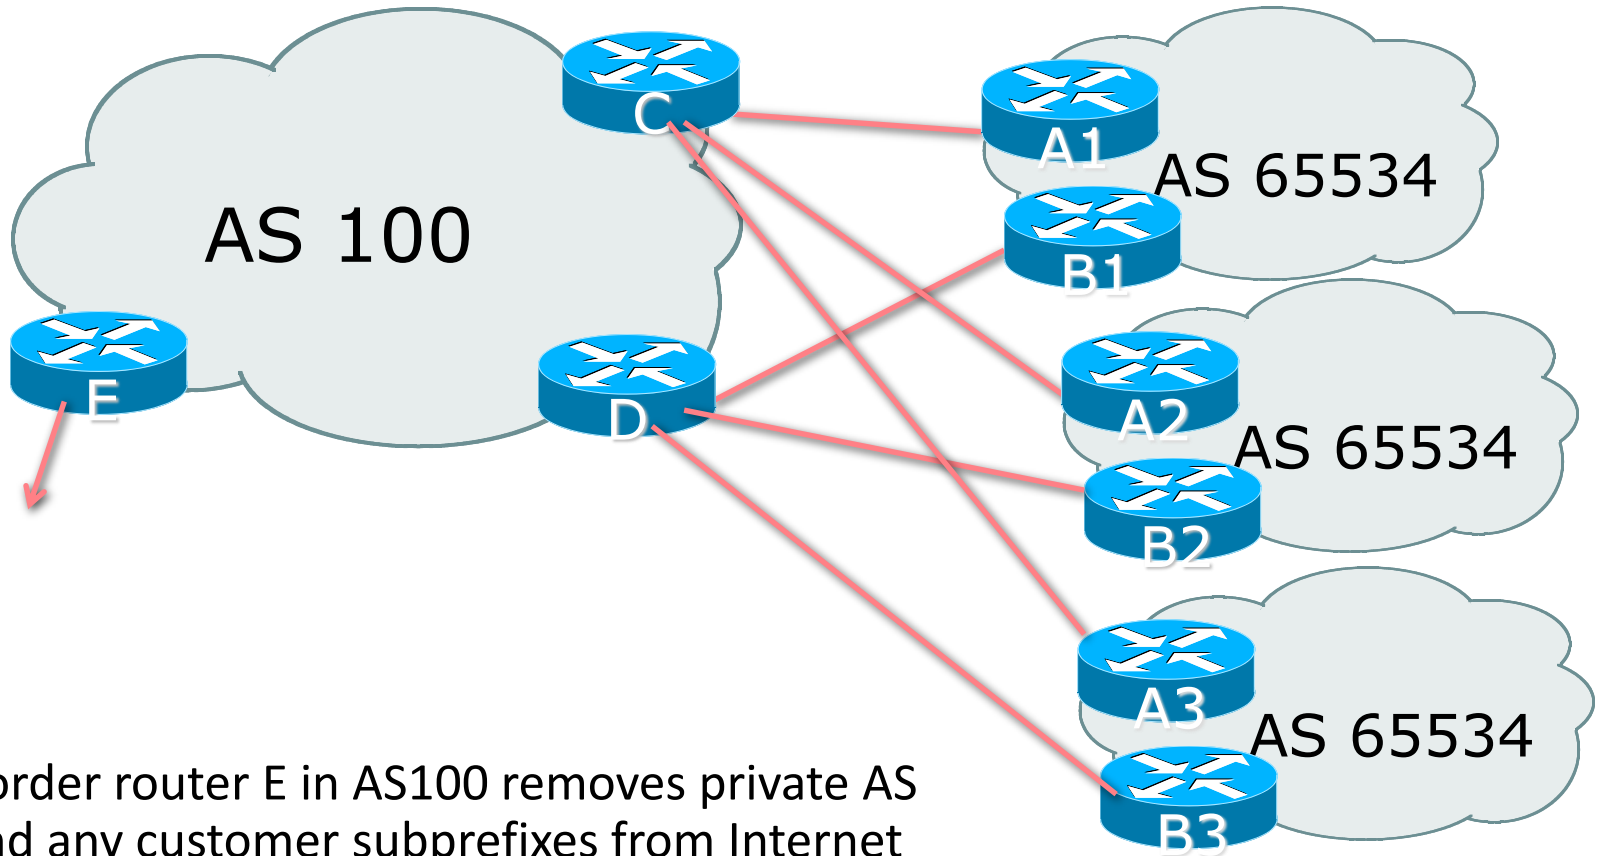 C
A1
AS 65534
AS 100
B1
E
D
A2
AS 65534
B2
A3
AS 65534
order router E in AS100 removes private AS
nd any customer subprefixes from Internet
B3